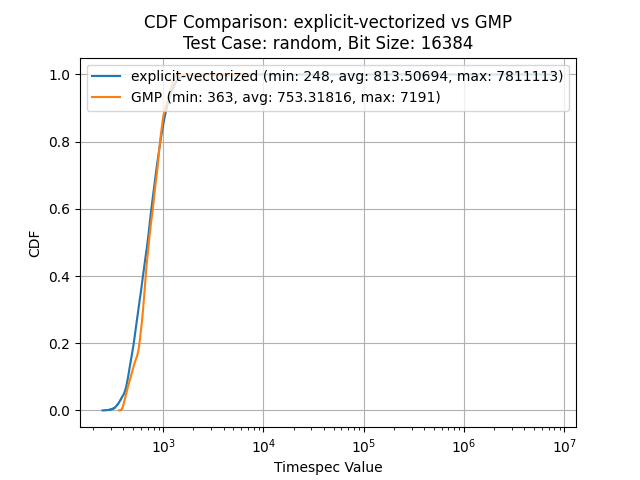 CDF Comparison: explicit-vectorized vs GMP
Test Case: random, Bit Size: 16384
explicit-vectorized (min: 248, avg: 813.50694, max: 7811113)
GMP (min: 363, avg: 753.31816, max: 7191)
1.0
0.8
0.6
0.4
0.2
0.0
CDF
10³ 10⁴ 10⁵ 10⁶ 10⁷
Timespec Value